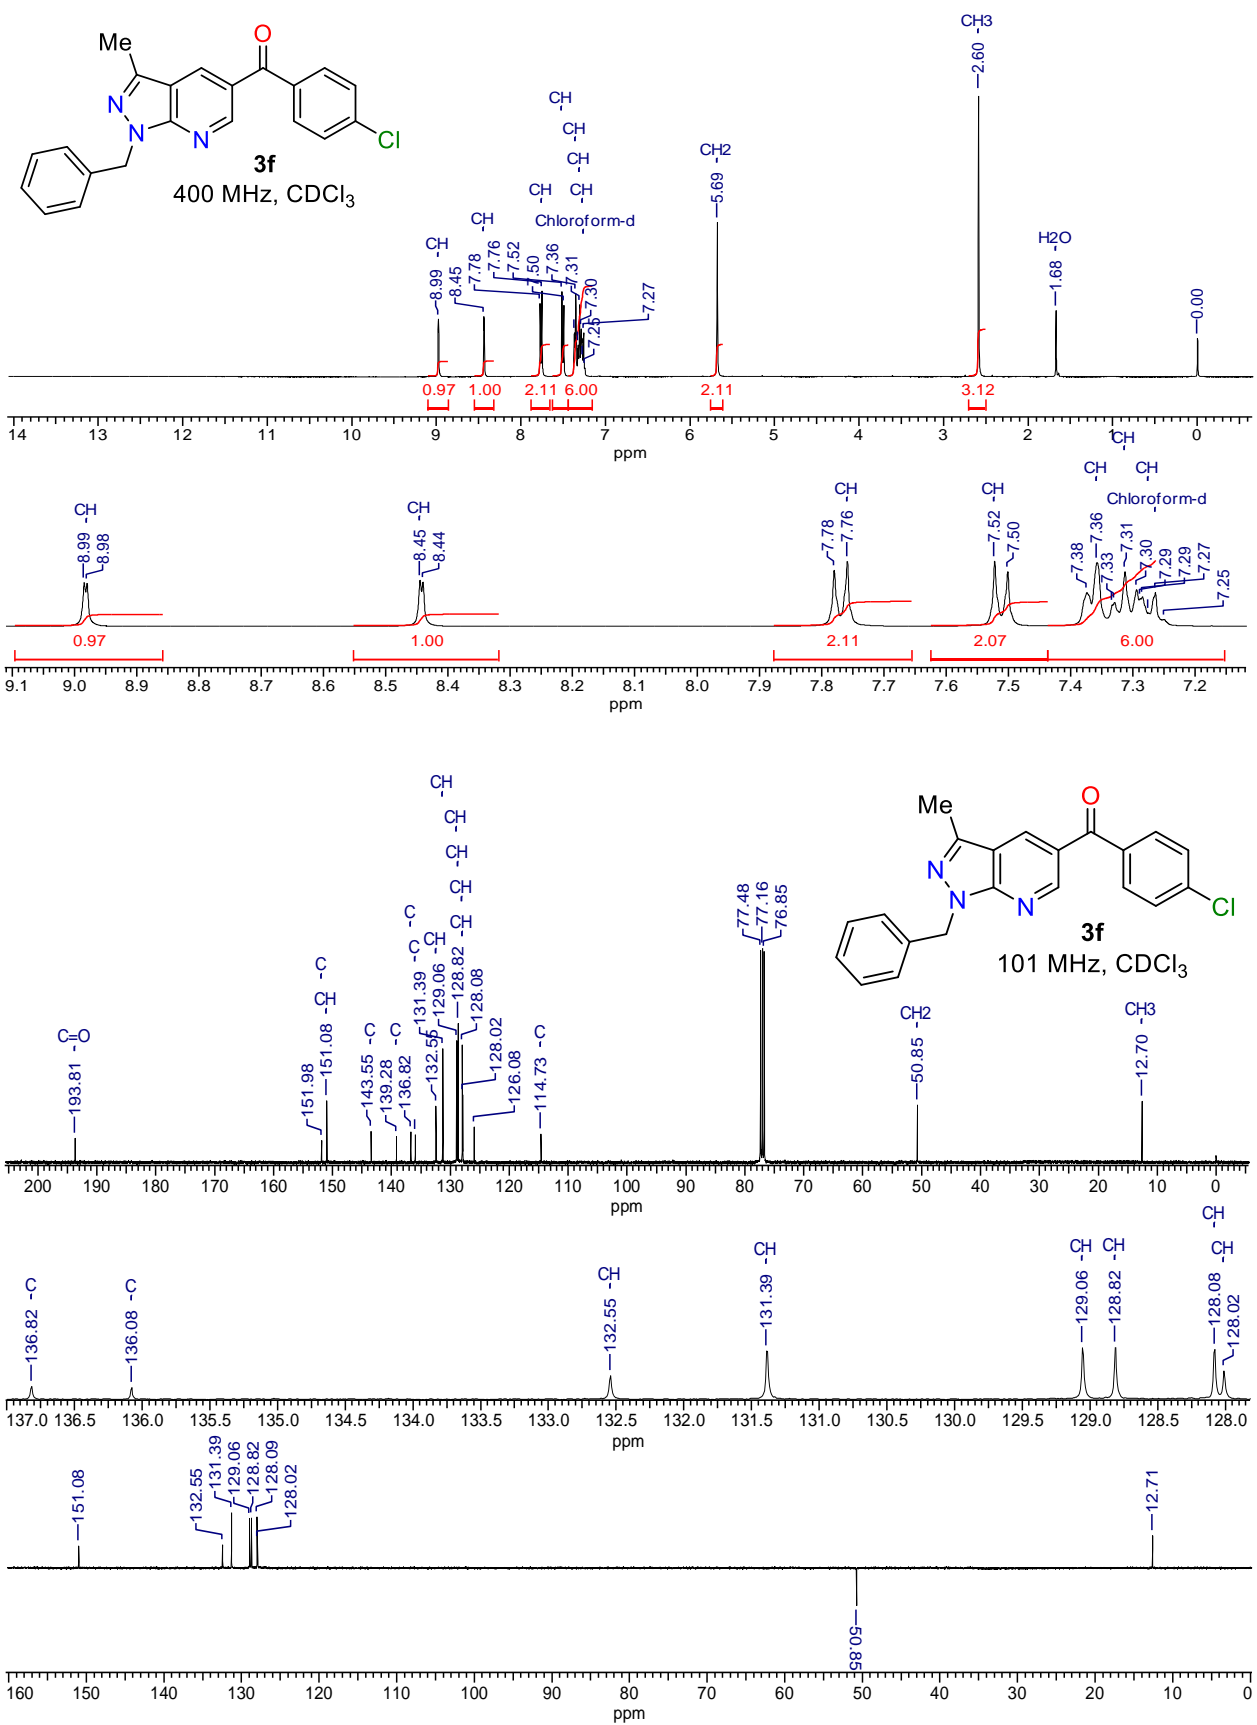 Me
O
N
N
N
Cl
3f
400 MHz, CDCl3
CH3
2.60
CH
CH
CH
CH2
5.69
CH
CH
Chloroform-d
CH
CH
H2O
1.68
8.99
8.45
7.78
7.76
7.52
7.50
7.36
7.31
7.30
7.25
7.27
0.00
0.97 1.00 2.11 6.00 2.11 3.12
14 13 12 11 10 9 8 7 6 5 4 3 2 1 0
ppm
CH
CH CH
Chloroform-d
CH CH CH CH
8.99 8.98 8.45 8.44 7.78 7.76 7.52 7.50 7.38 7.36 7.33 7.31 7.30 7.29 7.29 7.27 7.25
0.97 1.00 2.11 2.07 6.00
9.1 9.0 8.9 8.8 8.7 8.6 8.5 8.4 8.3 8.2 8.1 8.0 7.9 7.8 7.7 7.6 7.5 7.4 7.3 7.2
ppm
Me
O
N
N
N
Cl
3f
101 MHz, CDCl3
CH
CH
CH
CH
CH
C
C
CH
C
CH
C=O
C
C
C
CH2
CH3
193.81 151.98 151.08 143.55 139.28 136.82 132.55 131.39 129.06 128.82 128.08 128.02 126.08 114.73 77.48 77.16 76.85 50.85 12.70
200 190 180 170 160 150 140 130 120 110 100 90 80 70 60 50 40 30 20 10 0
ppm
C C CH CH CH CH CH CH
136.82 136.08 132.55 131.39 129.06 128.82 128.08 128.02
137.0 136.5 136.0 135.5 135.0 134.5 134.0 133.5 133.0 132.5 132.0 131.5 131.0 130.5 130.0 129.5 129.0 128.5 128.0
ppm
151.08 132.55 131.39 129.06 128.82 128.09 128.02 50.85 12.71
160 150 140 130 120 110 100 90 80 70 60 50 40 30 20 10 0
ppm